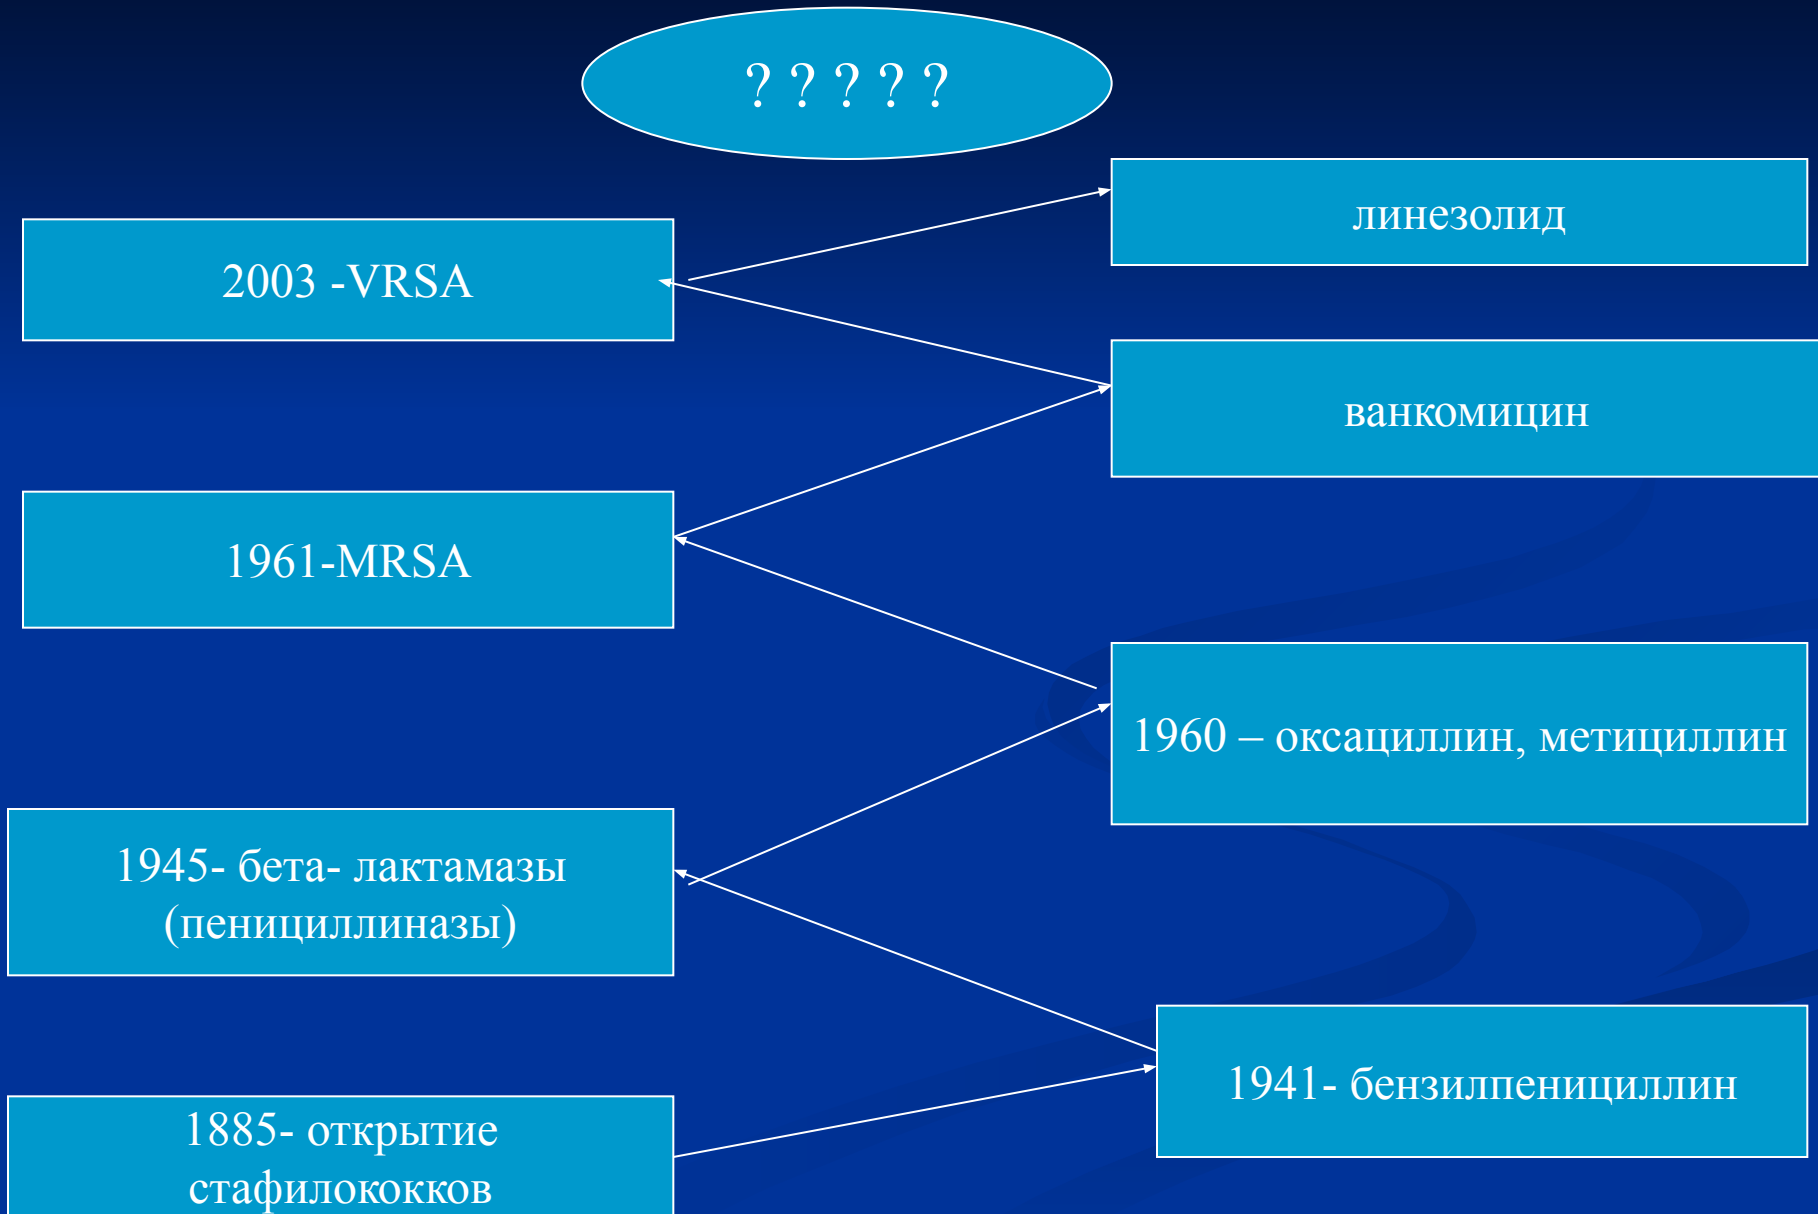 ? ? ? ? ?
линезолид
2003 -VRSA
ванкомицин
1961-MRSA
1960 – оксациллин, метициллин
1945- бета- лактамазы
(пенициллиназы)
1941- бензилпенициллин
1885- открытие
стафилококков